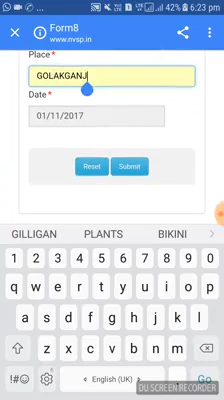 42% 6:23 pm
Form8
www.nvsp.in
Place *
GOLAKGANJ
Date *
01/11/2017
Reset Submit
GILLIGAN PLANTS BIKINI
1 2 3 4 5 6 7 8 9 0
q w e r t y u i o p
a s d f g h j k l
z x c v b n m
!#☺ , English (UK) . Go
DU SCREEN RECORDER